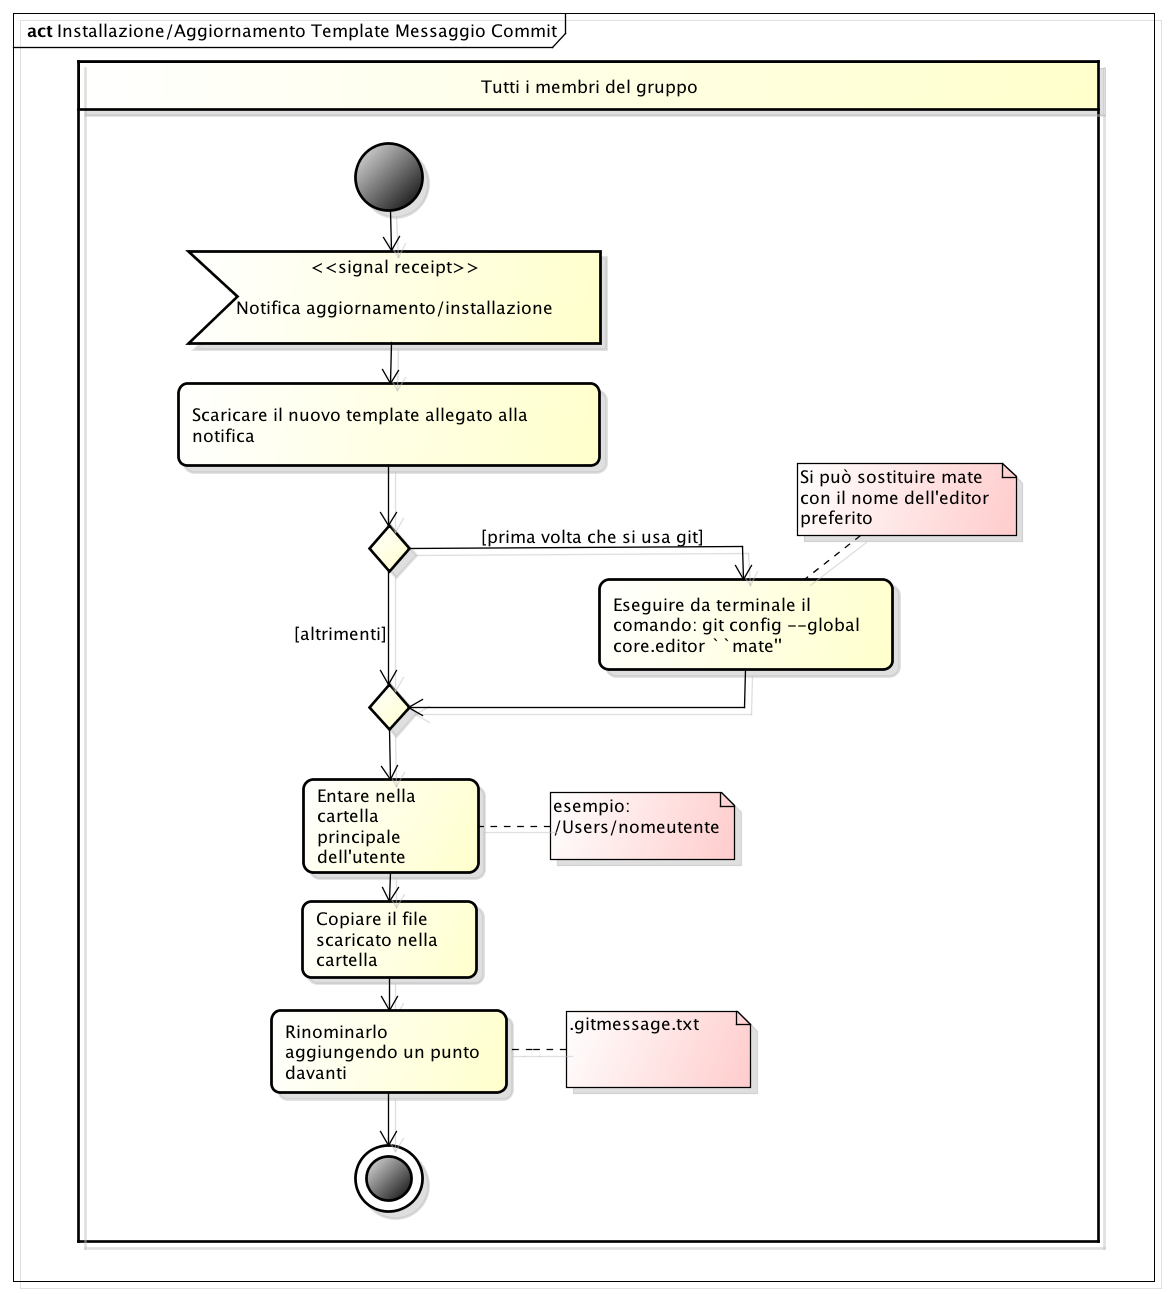 act Installazione/Aggiornamento Template Messaggio Commit
Tutti i membri del gruppo
<<signal receipt>>
Notifica aggiornamento/installazione
Scaricare il nuovo template allegato alla
notifica
Si può sostituire mate
con il nome dell'editor
preferito
[prima volta che si usa git]
Eseguire da terminale il
comando: git config --global
core.editor ``mate"
[altrimenti]
Entare nella
cartella
principale
dell'utente
esempio:
/Users/nomeutente
Copiare il file
scaricato nella
cartella
Rinominarlo
aggiungendo un punto
davanti
.gitmessage.txt